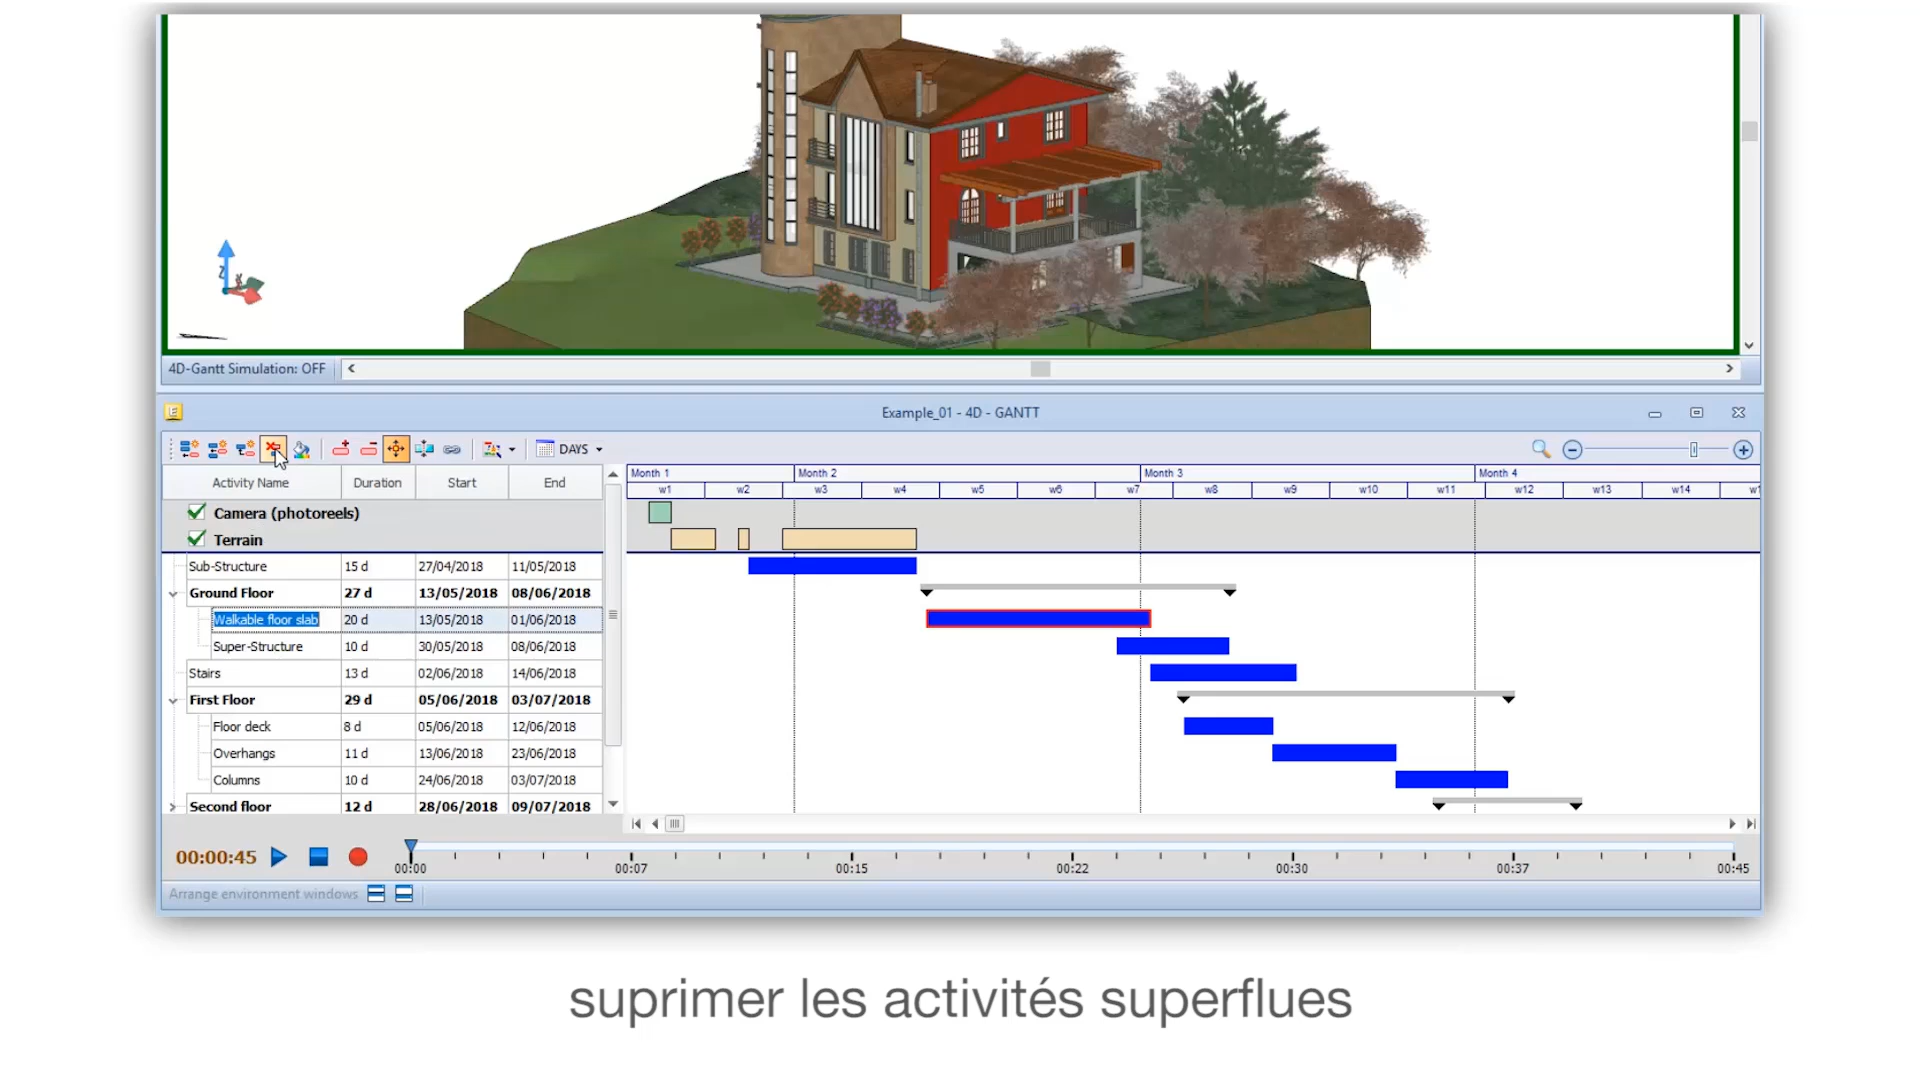 Z
X
4D-Gantt Simulation: OFF
Example_01 - 4D - GANTT
DAYS
Activity Name Duration Start End
Month 1 Month 2 Month 3 Month 4
w1 w2 w3 w4 w5 w6 w7 w8 w9 w10 w11 w12 w13 w14
Camera (photoreels)
Terrain
Sub-Structure 15 d 27/04/2018 11/05/2018
Ground Floor 27 d 13/05/2018 08/06/2018
Walkable floor slab 20 d 13/05/2018 01/06/2018
Super-Structure 10 d 30/05/2018 08/06/2018
Stairs 13 d 02/06/2018 14/06/2018
First Floor 29 d 05/06/2018 03/07/2018
Floor deck 8 d 05/06/2018 12/06/2018
Overhangs 11 d 13/06/2018 23/06/2018
Columns 10 d 24/06/2018 03/07/2018
Second floor 12 d 28/06/2018 09/07/2018
00:00:45
00:00 00:07 00:15 00:22 00:30 00:37 00:45
Arrange environment windows
suprimer les activités superflues